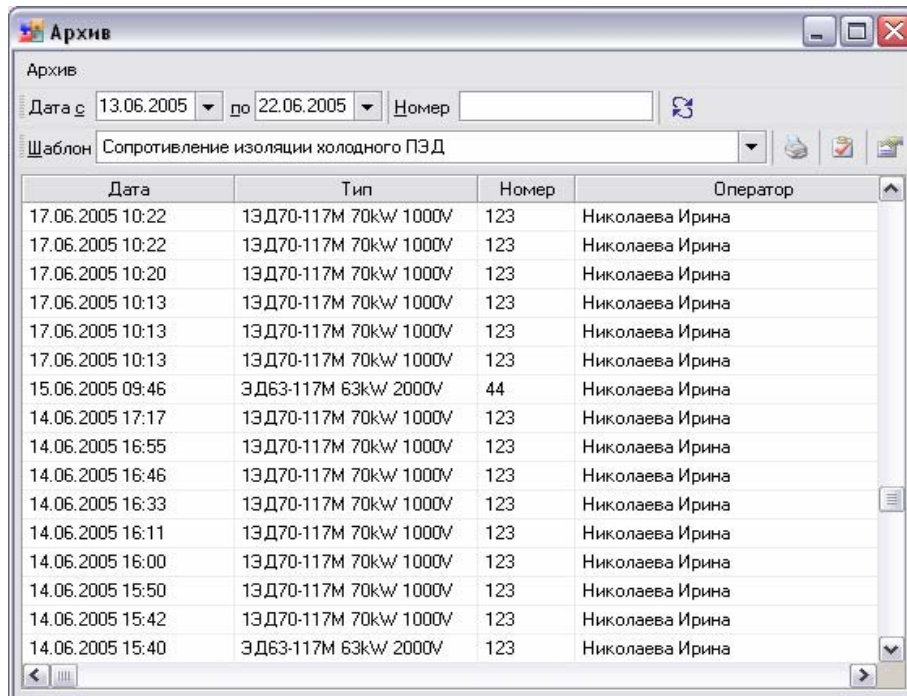 Архив
Архив
Дата с 13.06.2005 по 22.06.2005 Номер
Шаблон Сопротивление изоляции холодного ПЭД
Дата Тип Номер Оператор
17.06.2005 10:22 1ЭД70-117М 70kW 1000V 123 Николаева Ирина
17.06.2005 10:22 1ЭД70-117М 70kW 1000V 123 Николаева Ирина
17.06.2005 10:20 1ЭД70-117М 70kW 1000V 123 Николаева Ирина
17.06.2005 10:13 1ЭД70-117М 70kW 1000V 123 Николаева Ирина
17.06.2005 10:13 1ЭД70-117М 70kW 1000V 123 Николаева Ирина
17.06.2005 10:13 1ЭД70-117М 70kW 1000V 123 Николаева Ирина
15.06.2005 09:46 ЭД63-117М 63kW 2000V 44 Николаева Ирина
14.06.2005 17:17 1ЭД70-117М 70kW 1000V 123 Николаева Ирина
14.06.2005 16:55 1ЭД70-117М 70kW 1000V 123 Николаева Ирина
14.06.2005 16:46 1ЭД70-117М 70kW 1000V 123 Николаева Ирина
14.06.2005 16:33 1ЭД70-117М 70kW 1000V 123 Николаева Ирина
14.06.2005 16:11 1ЭД70-117М 70kW 1000V 123 Николаева Ирина
14.06.2005 16:00 1ЭД70-117М 70kW 1000V 123 Николаева Ирина
14.06.2005 15:50 1ЭД70-117М 70kW 1000V 123 Николаева Ирина
14.06.2005 15:42 1ЭД70-117М 70kW 1000V 123 Николаева Ирина
14.06.2005 15:40 ЭД63-117М 63kW 2000V 123 Николаева Ирина